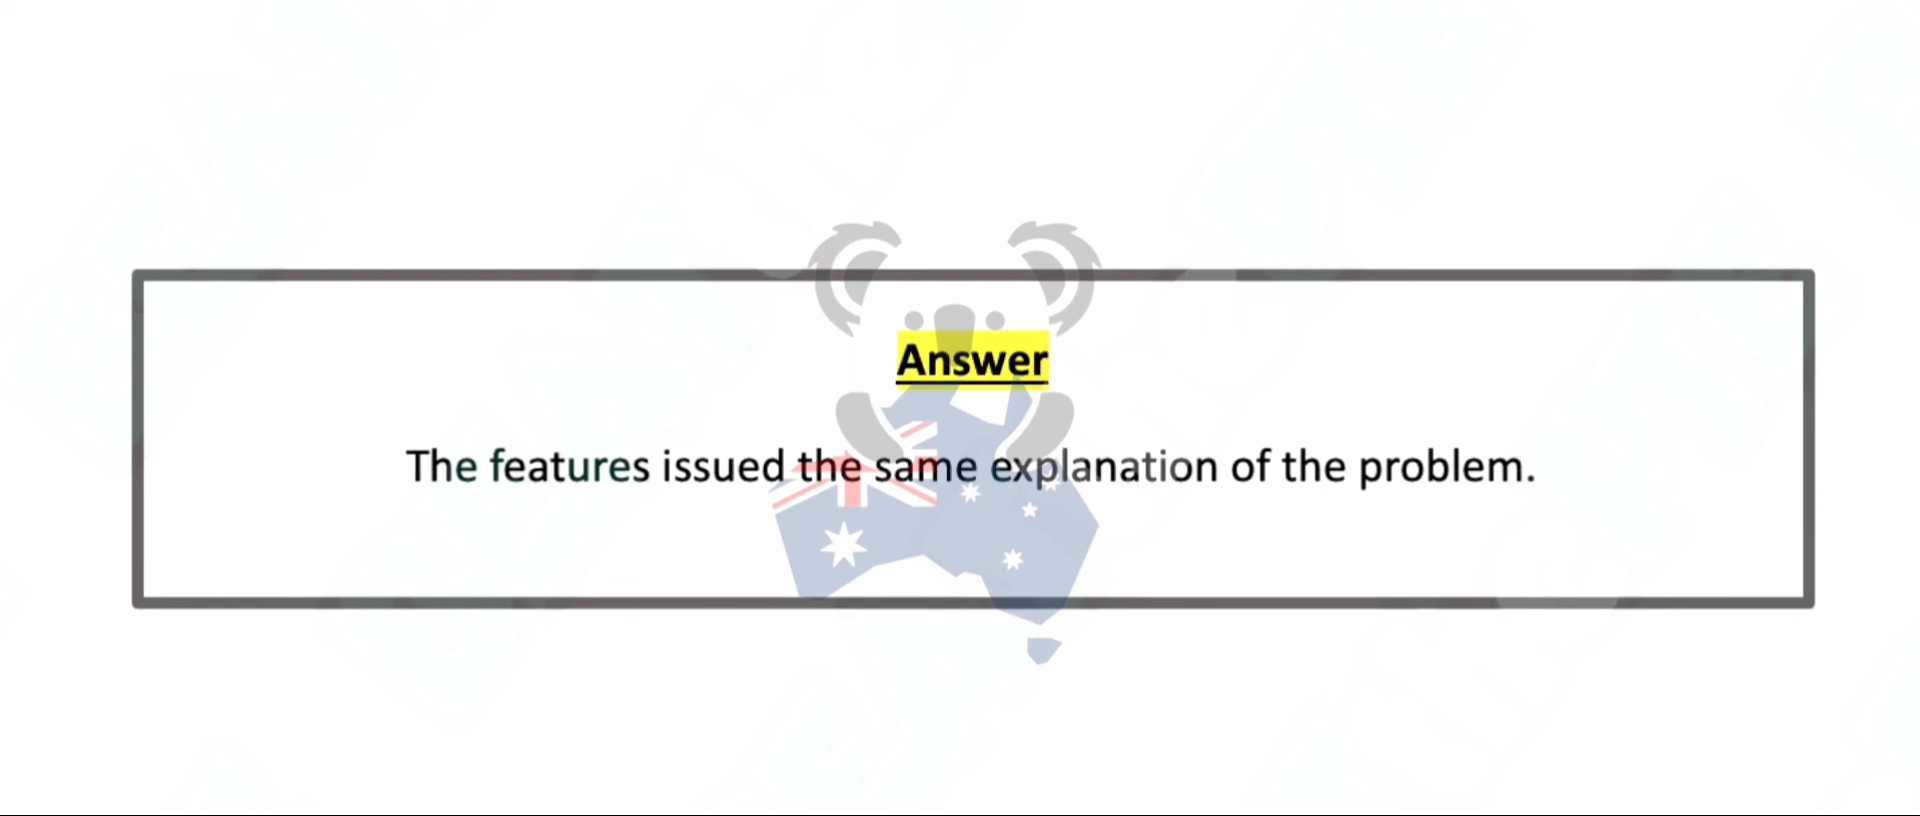 Answer
The features issued the same explanation of the problem.